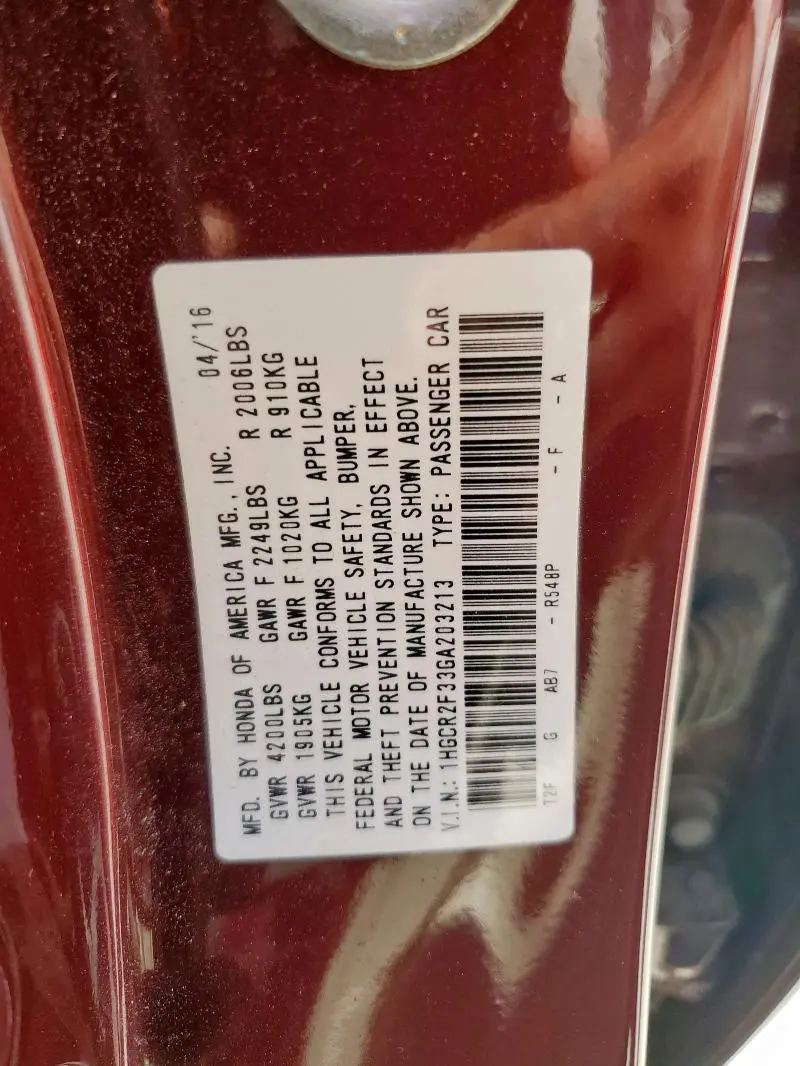 MFD. BY HONDA OF AMERICA MFG., INC. 04/'16
GVWR 4200LBS GAWR F 2249LBS R 2006LBS
GVWR 1905KG GAWR F 1020KG R 910KG
THIS VEHICLE CONFORMS TO ALL APPLICABLE
FEDERAL MOTOR VEHICLE SAFETY, BUMPER,
AND THEFT PREVENTION STANDARDS IN EFFECT
ON THE DATE OF MANUFACTURE SHOWN ABOVE.
V.I.N.: 1HGCR2F33GA203213 TYPE: PASSENGER CAR
T2F G AB7 - R548P - F - A